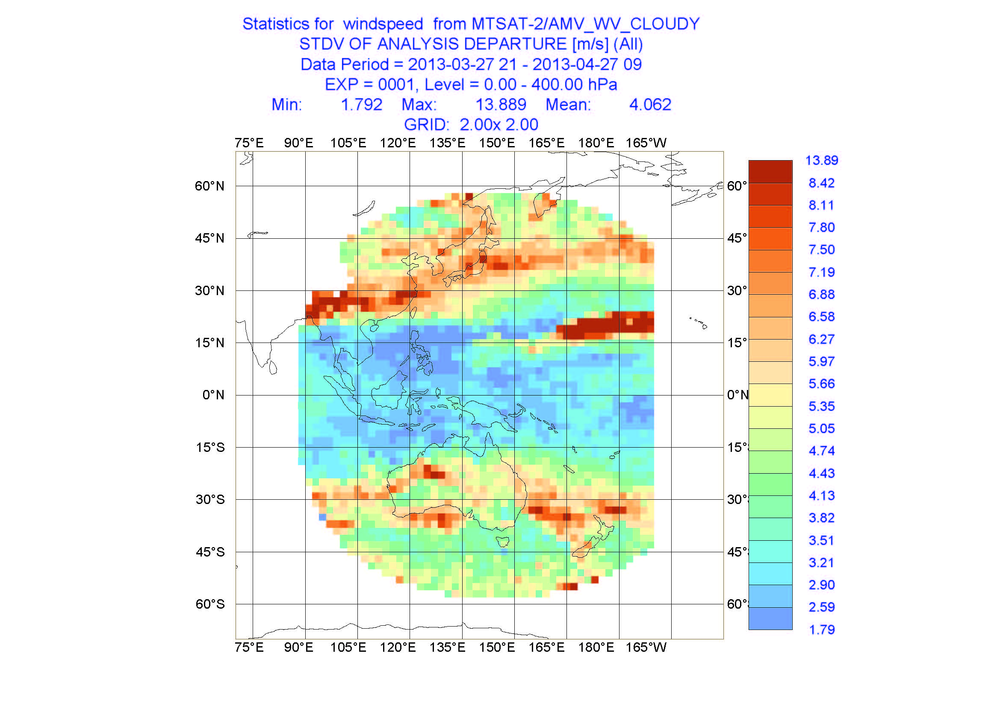 Statistics for windspeed from MTSAT-2/AMV_WV_CLOUDY
STDV OF ANALYSIS DEPARTURE [m/s] (All)
Data Period = 2013-03-27 21 - 2013-04-27 09
EXP = 0001, Level = 0.00 - 400.00 hPa
Min: 1.792 Max: 13.889 Mean: 4.062
GRID: 2.00x 2.00
75°E 90°E 105°E 120°E 135°E 150°E 165°E 180°E 165°W
13.89
60°N 60° 8.42
8.11
7.80
45°N 45°
7.50
7.19
30°N 30° 6.88
6.58
15°N 15° 6.27
5.97
5.66
0°N 0°N
5.35
5.05
15°S 15°S 4.74
4.43
30°S 30°S 4.13
3.82
3.51
45°S 45°S
3.21
2.90
60°S 60°S 2.59
1.79
75°E 90°E 105°E 120°E 135°E 150°E 165°E 180°E 165°W